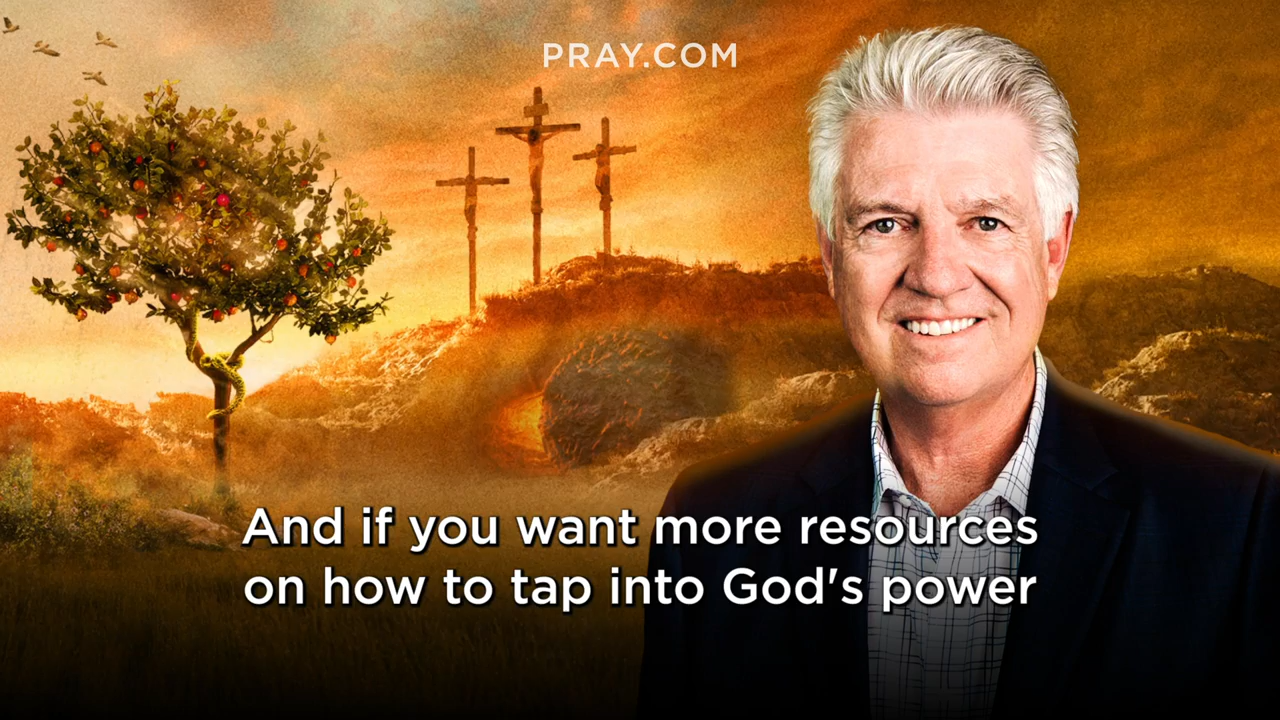 PRAY.COM
And if you want more resources
on how to tap into God's power